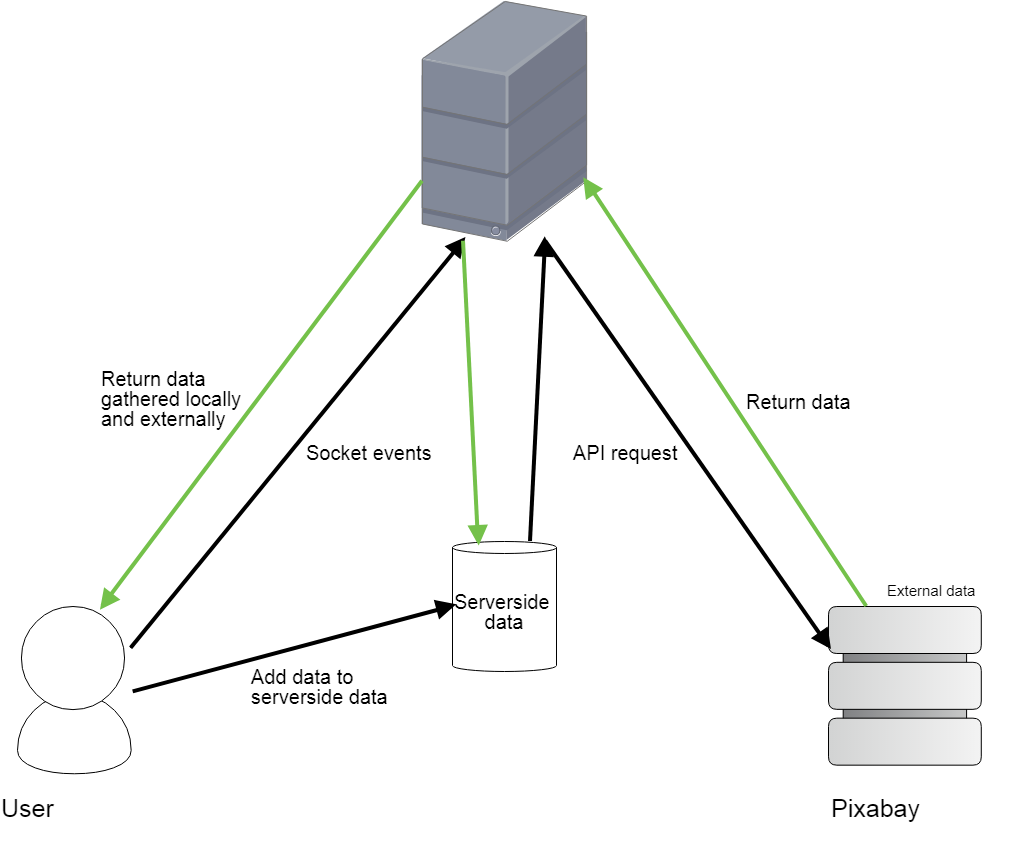 Return data
gathered locally
and externally
Return data
Socket events
API request
External data
Serverside
data
Add data to
serverside data
User
Pixabay